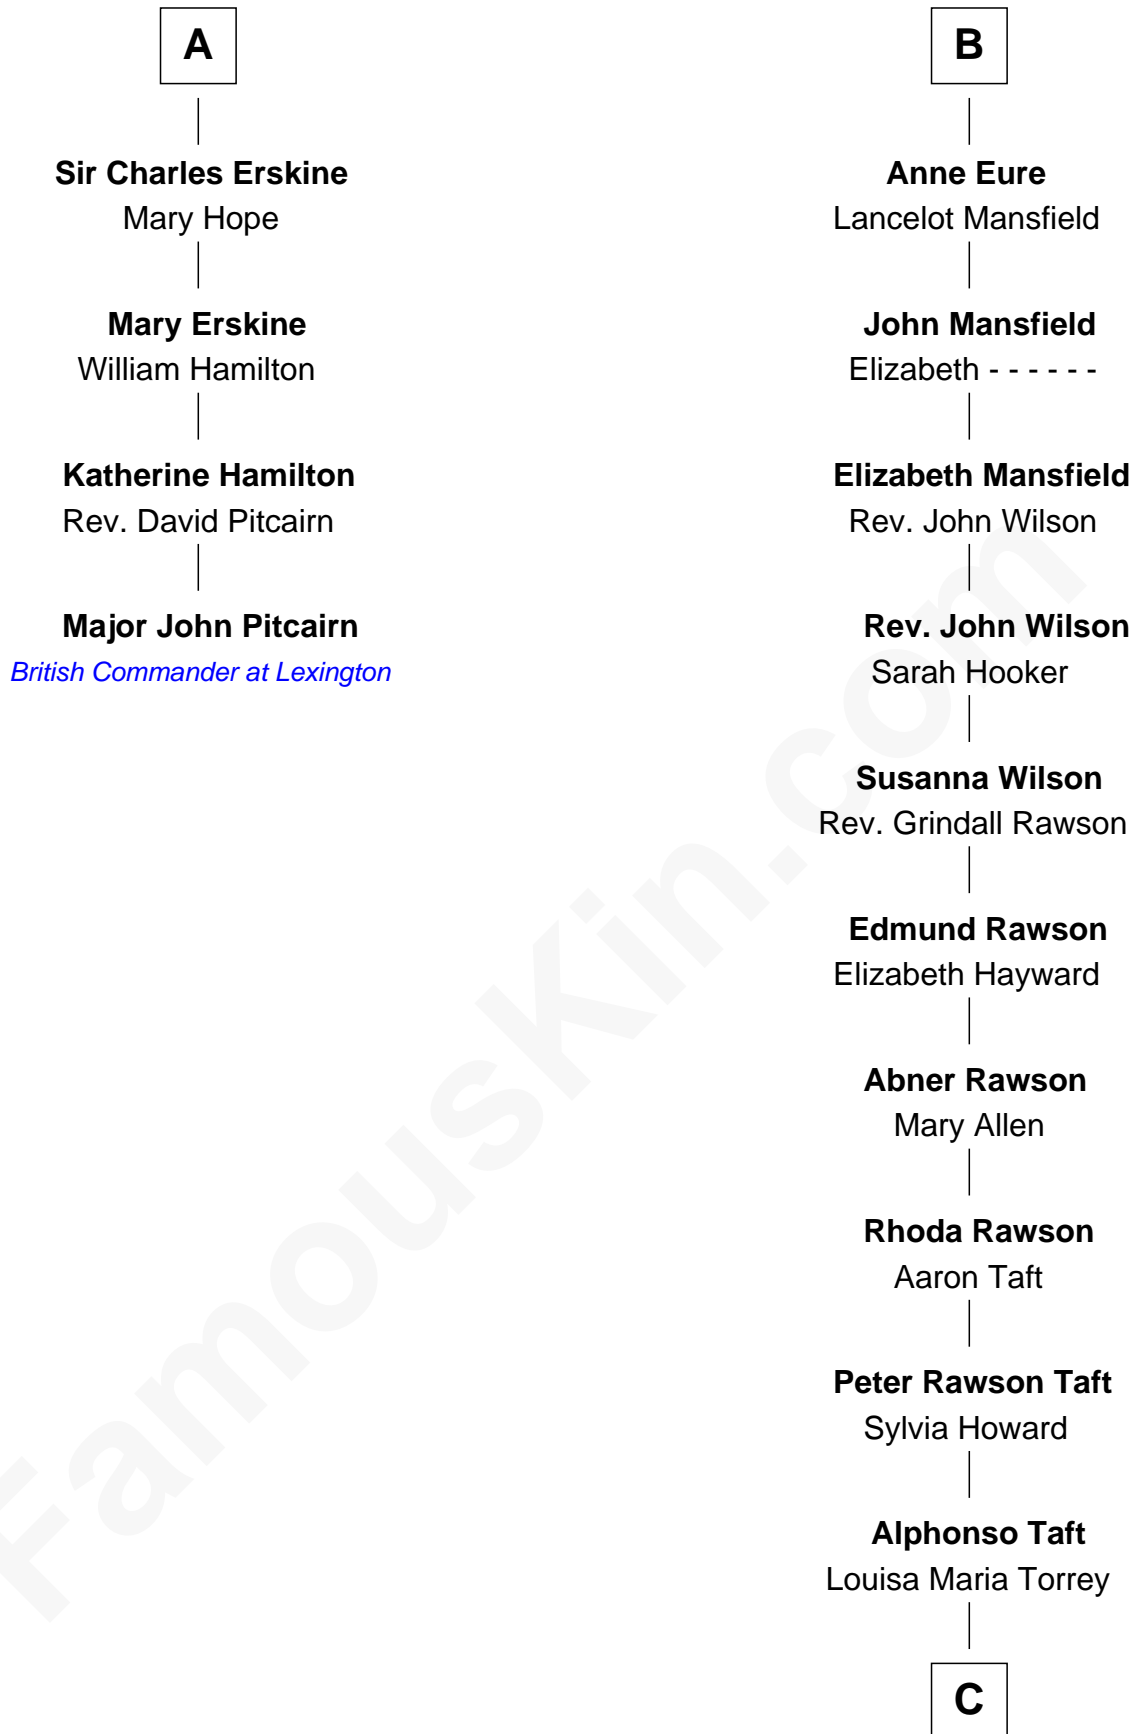 A
Sir Charles Erskine
Mary Hope
Mary Erskine
William Hamilton
Katherine Hamilton
Rev. David Pitcairn
Major John Pitcairn
British Commander at Lexington
B
Anne Eure
Lancelot Mansfield
John Mansfield
Elizabeth - - - - - -
Elizabeth Mansfield
Rev. John Wilson
Rev. John Wilson
Sarah Hooker
Susanna Wilson
Rev. Grindall Rawson
Edmund Rawson
Elizabeth Hayward
Abner Rawson
Mary Allen
Rhoda Rawson
Aaron Taft
Peter Rawson Taft
Sylvia Howard
Alphonso Taft
Louisa Maria Torrey
C
FamousKin.com